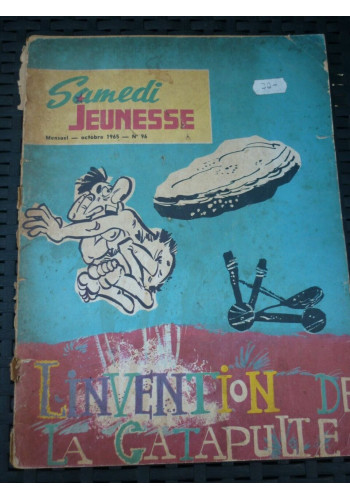 Samedi
JEUNESSE
Mensuel — octobre 1965 — N° 96
L'INVENTION DE
LA CATAPULTE